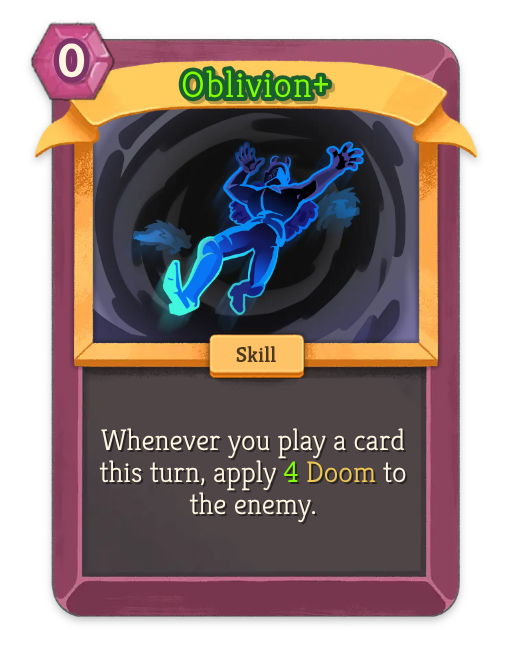 0
Oblivion+
Skill
Whenever you play a card
this turn, apply 4 Doom to
the enemy.